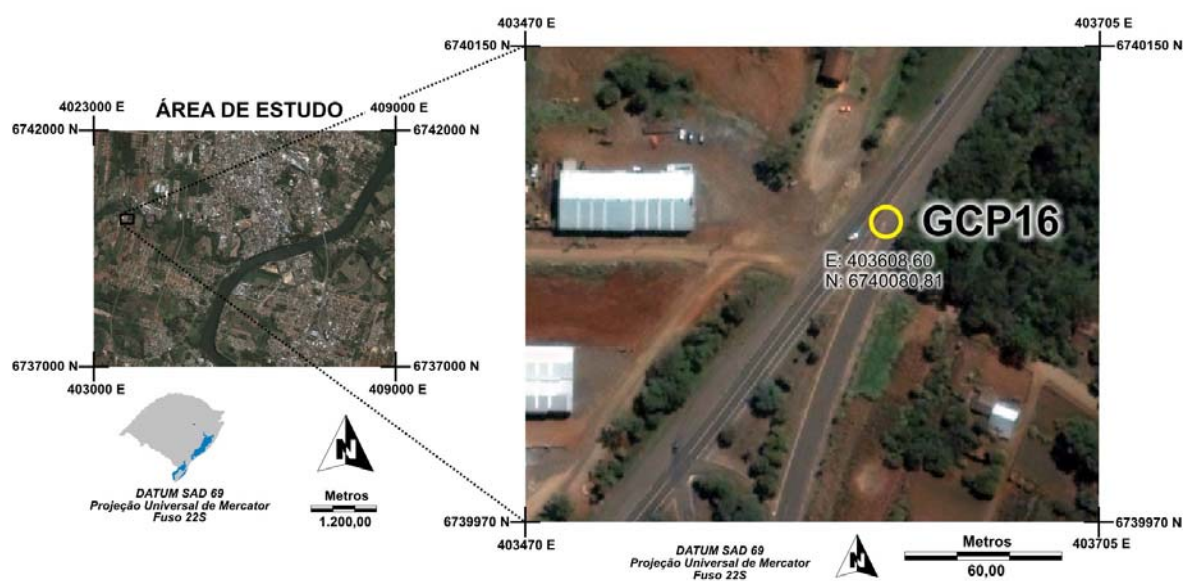 403470 E
403705 E
6740150 N
6740150 N
4023000 E
ÁREA DE ESTUDO
409000 E
6742000 N
6742000 N
GCP16
E: 403608,60
N: 6740080,81
6737000 N
6737000 N
403000 E
409000 E
N
DATUM SAD 69
Projeção Universal de Mercator
Fuso 22S
Metros
1.200,00
6739970 N
6739970 N
403470 E
403705 E
DATUM SAD 69
Projeção Universal de Mercator
Fuso 22S
N
Metros
60,00